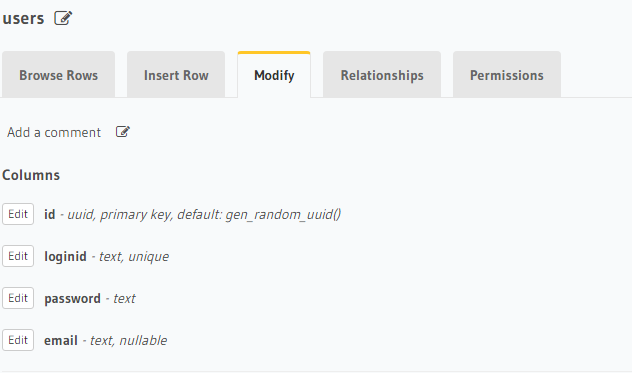 users
Browse Rows Insert Row Modify Relationships Permissions
Add a comment
Columns
Edit id - uuid, primary key, default: gen_random_uuid()
Edit loginid - text, unique
Edit password - text
Edit email - text, nullable